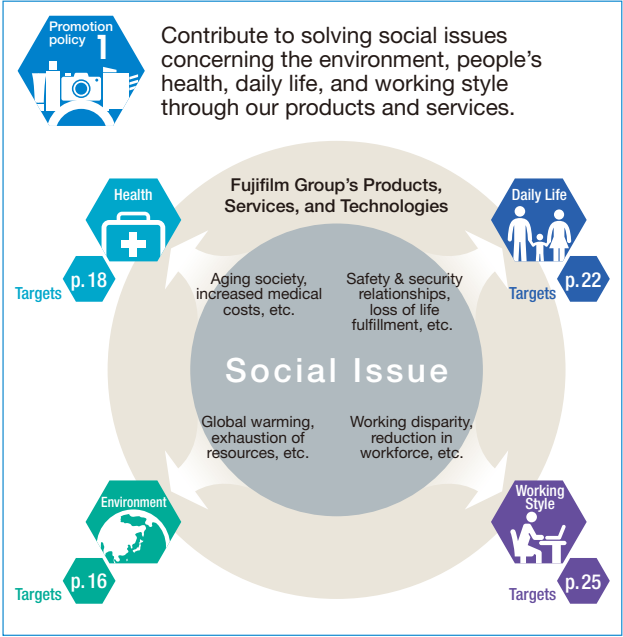 Promotion
policy 1
Contribute to solving social issues
concerning the environment, people's
health, daily life, and working style
through our products and services.
Fujifilm Group's Products,
Services, and Technologies
Health
Targets p.18
Daily Life
Targets p.22
Aging society,
increased medical
costs, etc.
Safety & security
relationships,
loss of life
fulfillment, etc.
Social Issue
Global warming,
exhaustion of
resources, etc.
Working disparity,
reduction in
workforce, etc.
Environment
Targets p.16
Working
Style
Targets p.25